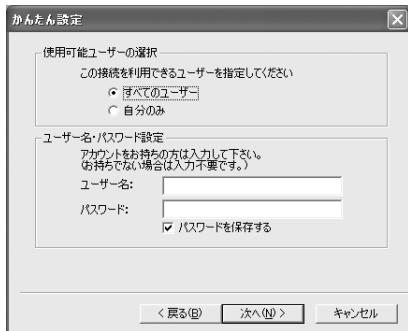 かんたん設定
使用可能ユーザーの選択
この接続を利用できるユーザーを指定してください
すべてのユーザー
自分のみ
ユーザー名・パスワード設定
アカウントをお持ちの方は入力して下さい。
(お持ちでない場合は入力不要です。)
ユーザー名:
パスワード:
パスワードを保存する
< 戻る(B)
次へ(N) >
キャンセル